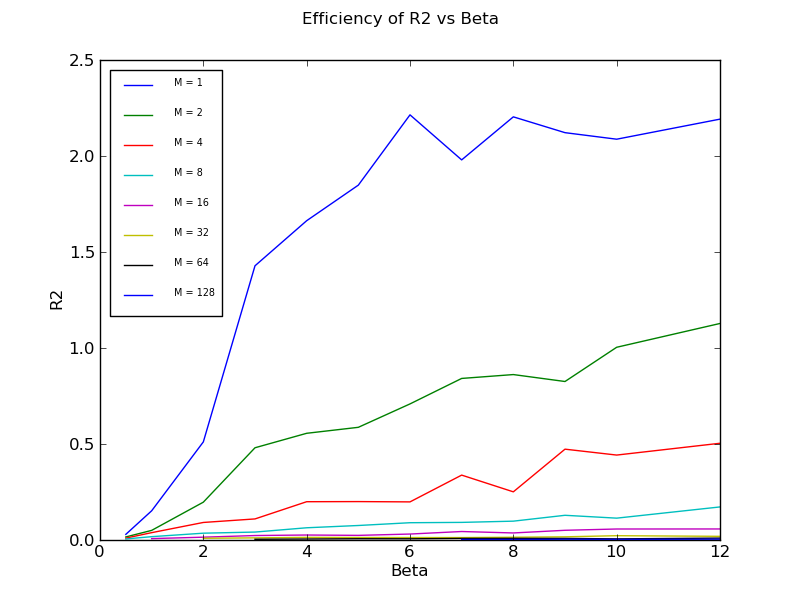 Efficiency of R2 vs Beta
2.5
2.0
1.5
1.0
0.5
0.0
R2
M = 1
M = 2
M = 4
M = 8
M = 16
M = 32
M = 64
M = 128
0 2 4 6 8 10 12
Beta